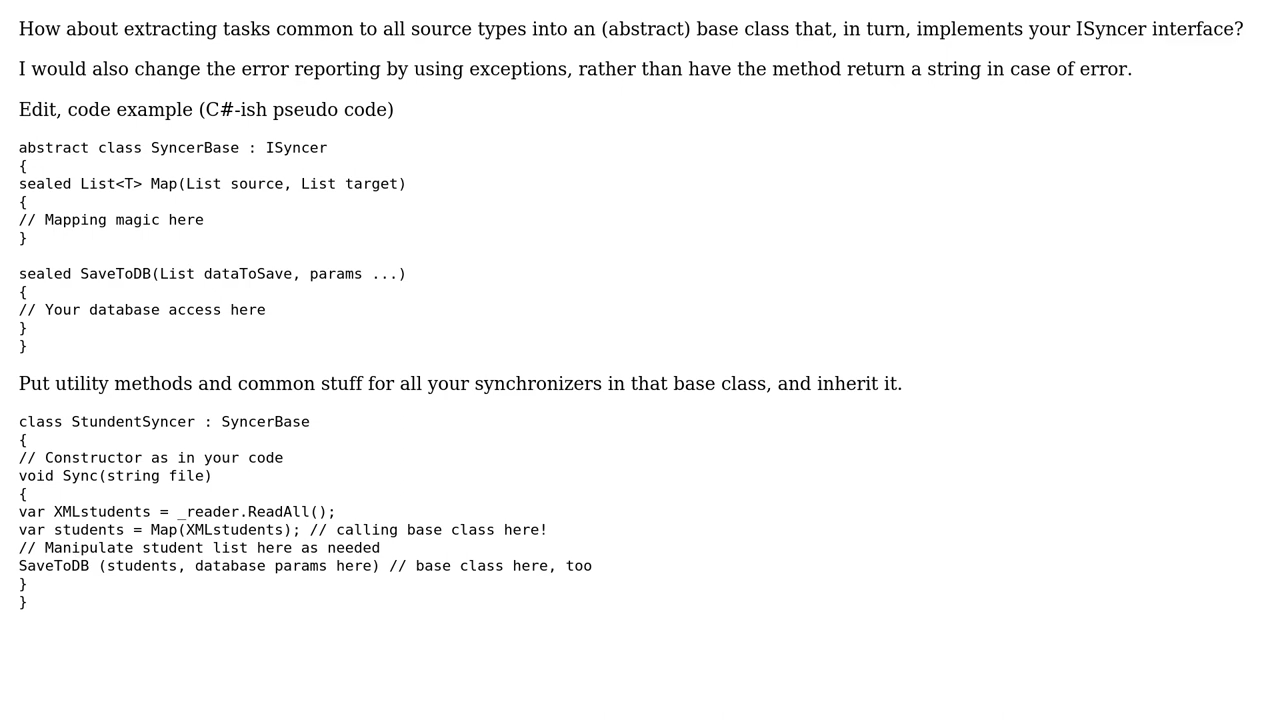 How about extracting tasks common to all source types into an (abstract) base class that, in turn, implements your ISyncer interface?
I would also change the error reporting by using exceptions, rather than have the method return a string in case of error.
Edit, code example (C#-ish pseudo code)
abstract class SyncerBase : ISyncer
{
sealed List<T> Map(List source, List target)
{
// Mapping magic here
}
sealed SaveToDB(List dataToSave, params ...)
{
// Your database access here
}
}
Put utility methods and common stuff for all your synchronizers in that base class, and inherit it.
class StundentSyncer : SyncerBase
{
// Constructor as in your code
void Sync(string file)
{
var XMLstudents = _reader.ReadAll();
var students = Map(XMLstudents); // calling base class here!
// Manipulate student list here as needed
SaveToDB (students, database params here) // base class here, too
}
}